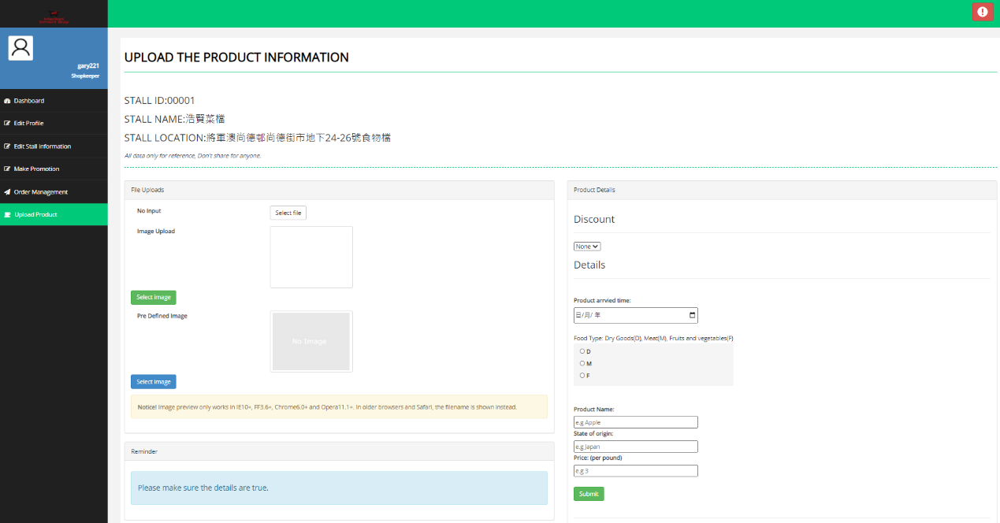 gary221
Shopkeeper
Dashboard
Edit Profile
Edit Stall information
Make Promotion
Order Management
Upload Product
UPLOAD THE PRODUCT INFORMATION
STALL ID:00001
STALL NAME:浩賢菜檔
STALL LOCATION:將軍澳尚德邨尚德街市地下24-26號食物檔
All data only for reference, Don't share for anyone.
File Uploads
No Input
Select file
Image Upload
Select image
Pre Defined Image
No Image
Select image
Notice! Image preview only works in IE10+, FF3.6+, Chrome6.0+ and Opera11.1+. In older browsers and Safari, the filename is shown instead.
Reminder
Please make sure the details are true.
Product Details
Discount
None
Details
Product arrvied time:
日/月/ 年
Food Type: Dry Goods(D), Meat(M), Fruits and vegetables(F)
D
M
F
Product Name:
e.g Apple
State of origin:
e.g Japan
Price: (per pound)
e.g 3
Submit